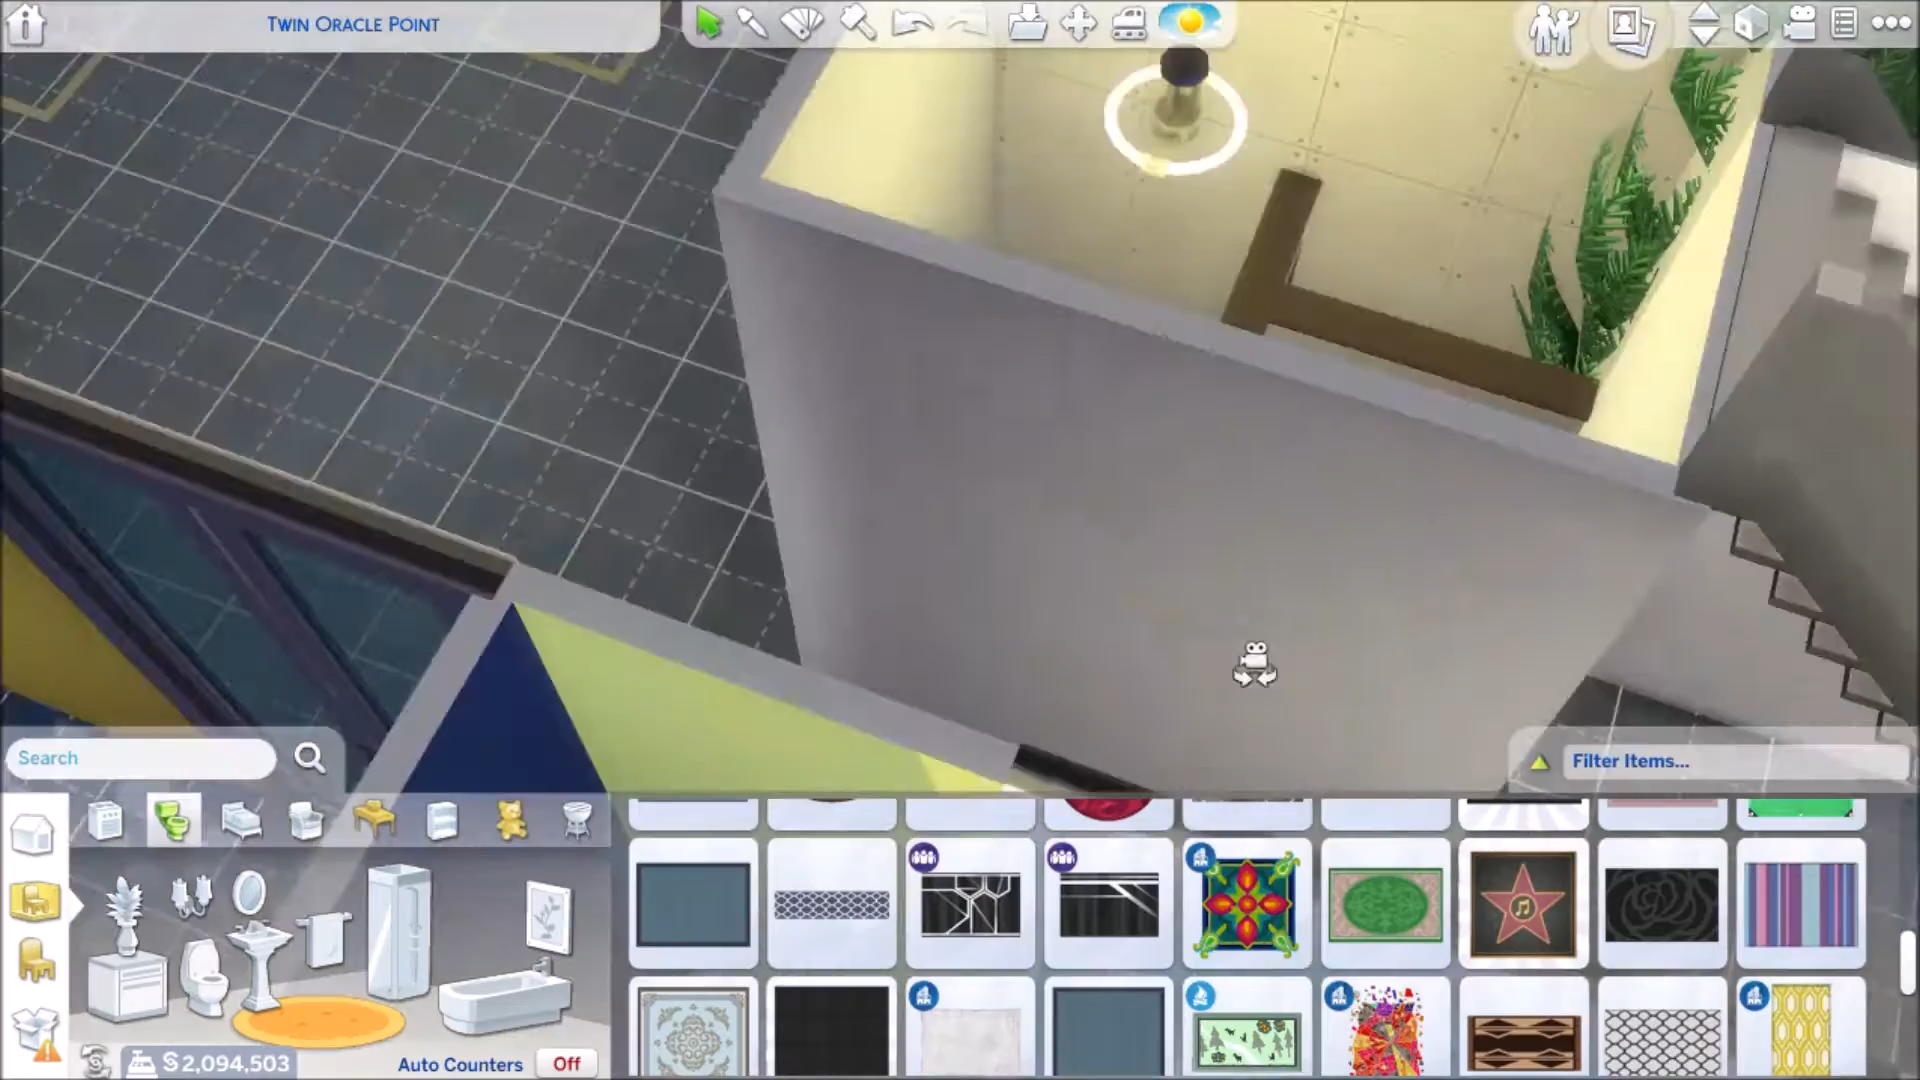 Twin Oracle Point
Search
Filter Items...
$2,094,503
Auto Counters
Off